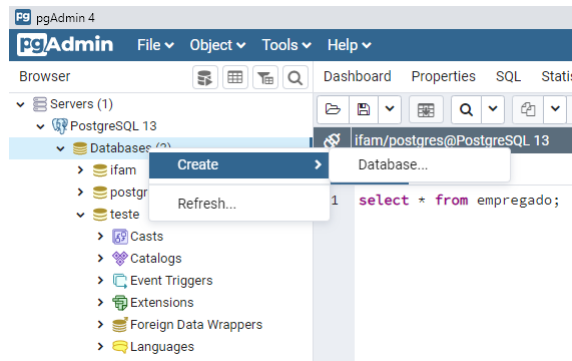 pgAdmin 4
pgAdmin File Object Tools Help
Browser Dashboard Properties SQL
Servers (1)
PostgreSQL 13
ifam/postgres@PostgreSQL 13
Databases
Create Database...
ifam
Refresh...
teste
1 select * from empregado;
Casts
Catalogs
Event Triggers
Extensions
Foreign Data Wrappers
Languages